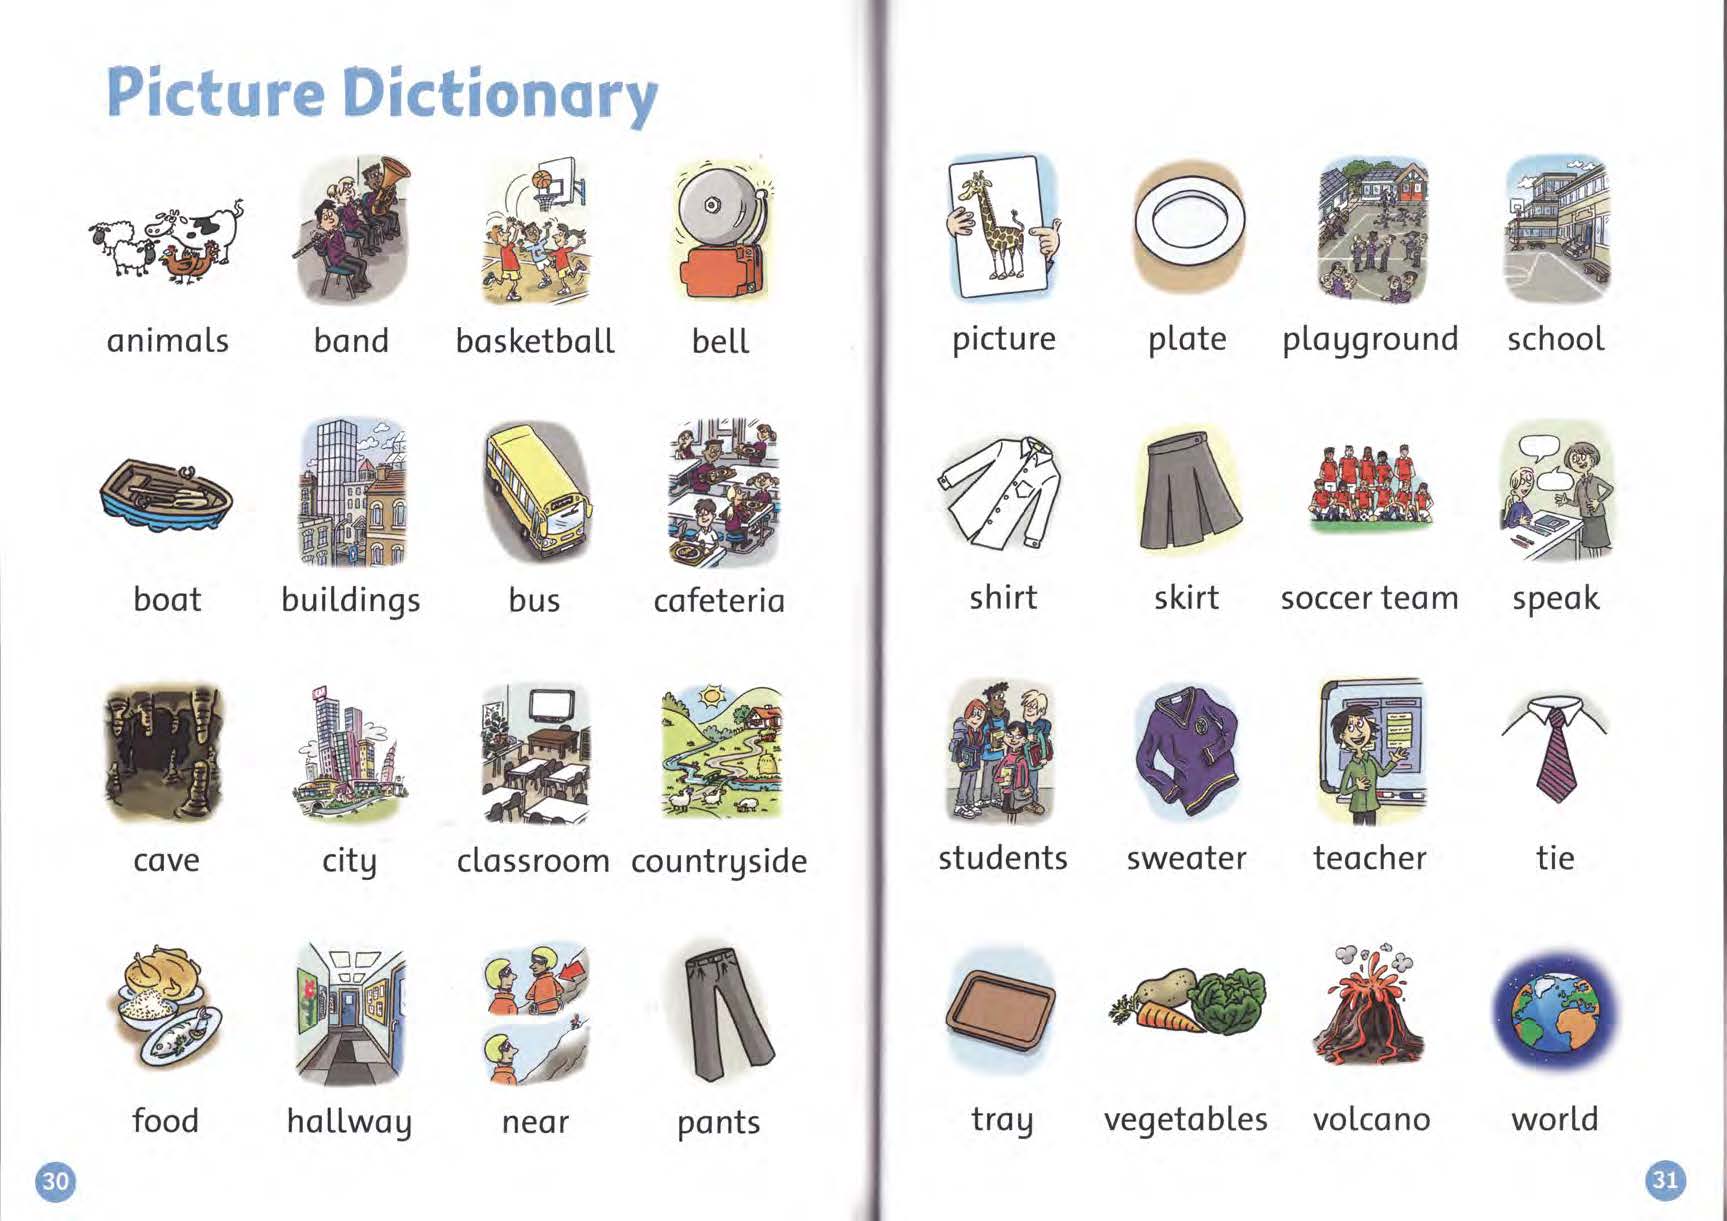 Picture Dictionary
animals band basketball bell
boat buildings bus cafeteria
cave city classroom countryside
food hallway near pants
30
picture plate playground school
shirt skirt soccer team speak
students sweater teacher tie
tray vegetables volcano world
31